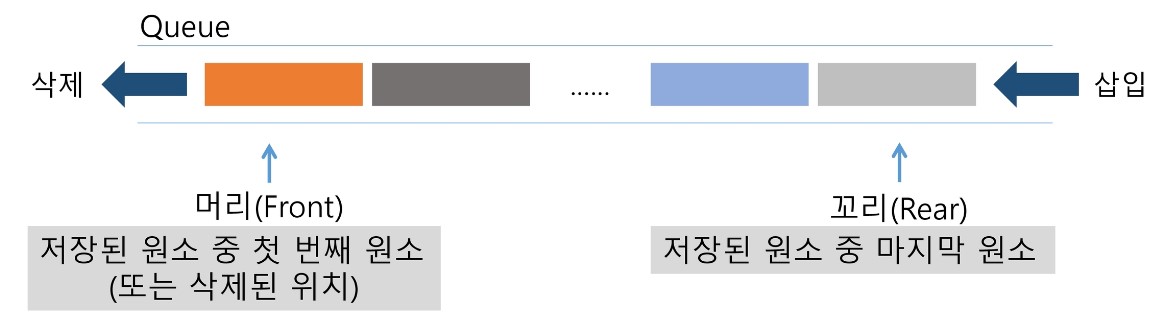 Queue
삭제
......
삽입
머리(Front)
저장된 원소 중 첫 번째 원소
(또는 삭제된 위치)
꼬리(Rear)
저장된 원소 중 마지막 원소